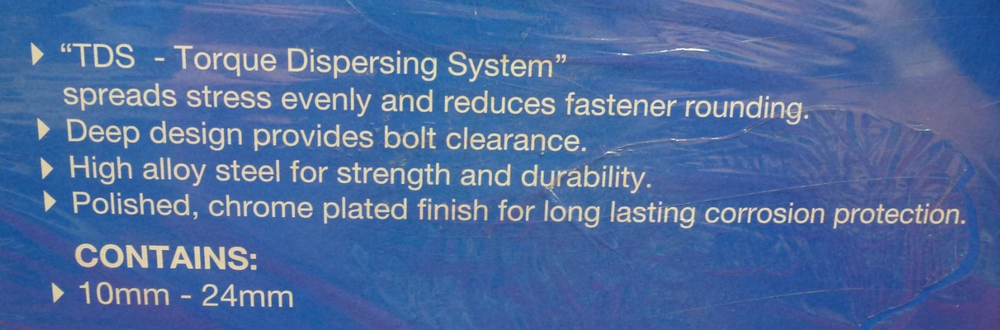 "TDS - Torque Dispersing System"
spreads stress evenly and reduces fastener rounding.
Deep design provides bolt clearance.
High alloy steel for strength and durability.
Polished, chrome plated finish for long lasting corrosion protection.
CONTAINS:
10mm - 24mm